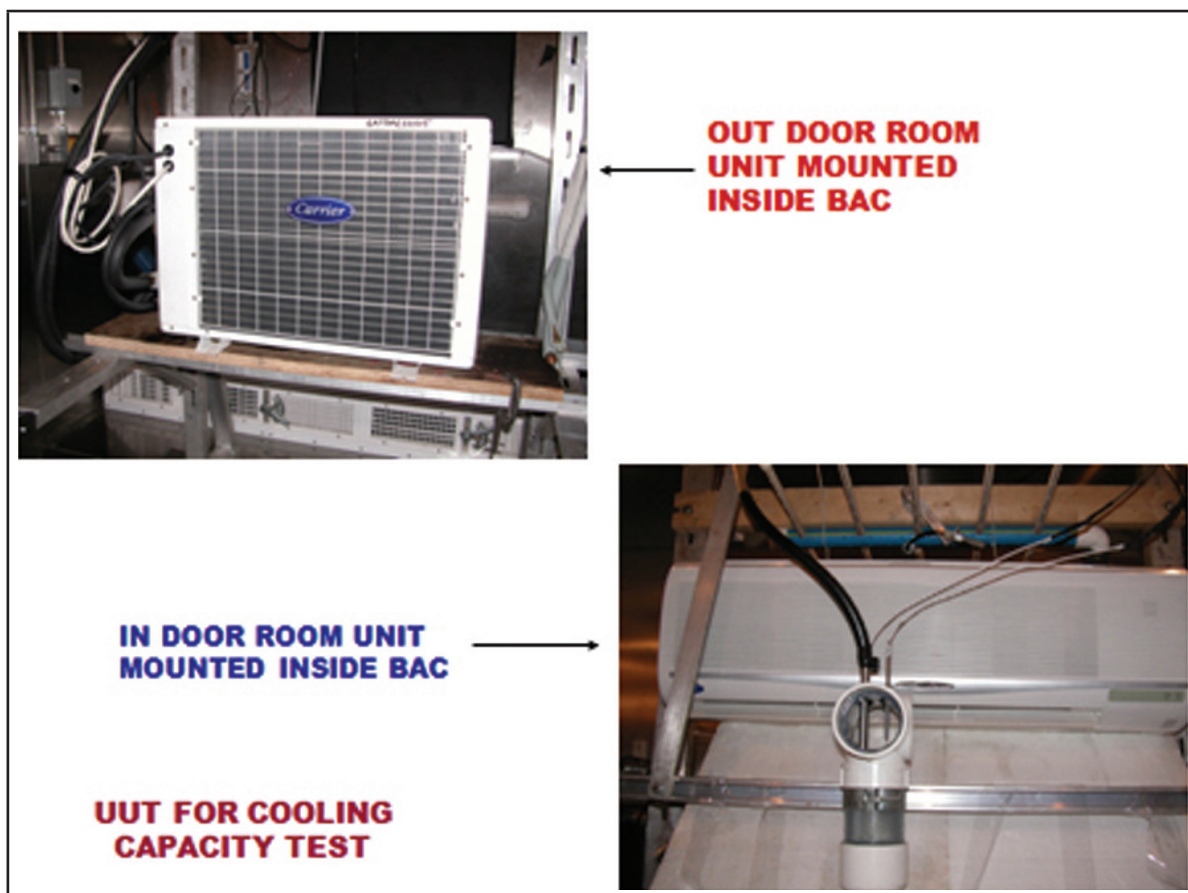 Carrier
OUT DOOR ROOM
UNIT MOUNTED
INSIDE BAC
IN DOOR ROOM UNIT
MOUNTED INSIDE BAC
UUT FOR COOLING
CAPACITY TEST